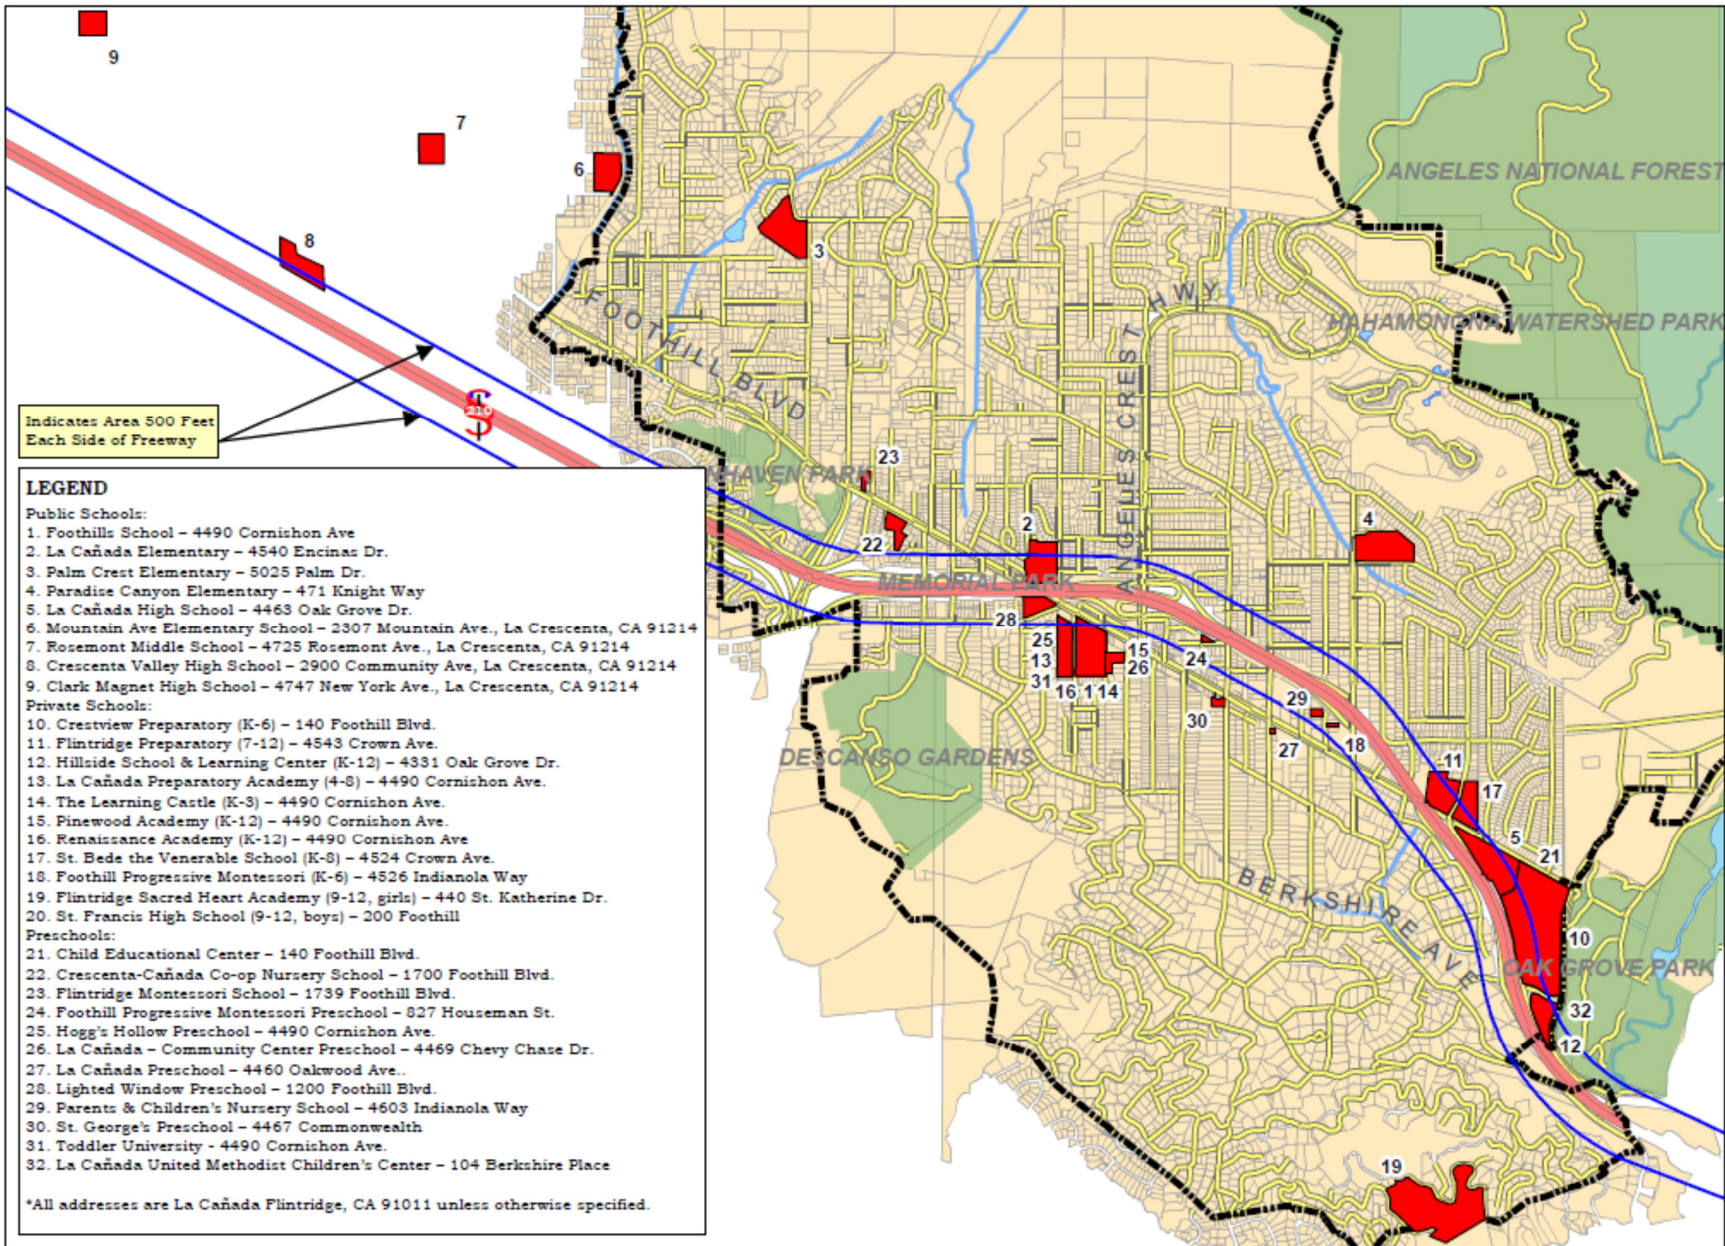 9
7
6
8
3
ANGELES NATIONAL FOREST
HAHAMONGNA WATERSHED PARK
FOOTHILL BLVD
ANGELES CREST HWY
210
Indicates Area 500 Feet
Each Side of Freeway
NHAVEN PARK
23
22
2
4
MEMORIAL PARK
28
25
13
31
16
1
14
15
26
24
30
29
27
18
DESCANSO GARDENS
11
17
5
21
BERKSHIRE AVE
10
OAK GROVE PARK
32
12
19
LEGEND
Public Schools:
1. Foothills School – 4490 Cornishon Ave
2. La Cañada Elementary – 4540 Encinas Dr.
3. Palm Crest Elementary – 5025 Palm Dr.
4. Paradise Canyon Elementary – 471 Knight Way
5. La Cañada High School – 4463 Oak Grove Dr.
6. Mountain Ave Elementary School – 2307 Mountain Ave., La Crescenta, CA 91214
7. Rosemont Middle School – 4725 Rosemont Ave., La Crescenta, CA 91214
8. Crescenta Valley High School – 2900 Community Ave, La Crescenta, CA 91214
9. Clark Magnet High School – 4747 New York Ave., La Crescenta, CA 91214
Private Schools:
10. Crestview Preparatory (K-6) – 140 Foothill Blvd.
11. Flintridge Preparatory (7-12) – 4543 Crown Ave.
12. Hillside School & Learning Center (K-12) – 4331 Oak Grove Dr.
13. La Cañada Preparatory Academy (4-8) – 4490 Cornishon Ave.
14. The Learning Castle (K-3) – 4490 Cornishon Ave.
15. Pinewood Academy (K-12) – 4490 Cornishon Ave.
16. Renaissance Academy (K-12) – 4490 Cornishon Ave
17. St. Bede the Venerable School (K-8) – 4524 Crown Ave.
18. Foothill Progressive Montessori (K-6) – 4526 Indianola Way
19. Flintridge Sacred Heart Academy (9-12, girls) – 440 St. Katherine Dr.
20. St. Francis High School (9-12, boys) – 200 Foothill
Preschools:
21. Child Educational Center – 140 Foothill Blvd.
22. Crescenta-Cañada Co-op Nursery School – 1700 Foothill Blvd.
23. Flintridge Montessori School – 1739 Foothill Blvd.
24. Foothill Progressive Montessori Preschool – 827 Houseman St.
25. Hogg's Hollow Preschool – 4490 Cornishon Ave.
26. La Cañada – Community Center Preschool – 4469 Chevy Chase Dr.
27. La Cañada Preschool – 4460 Oakwood Ave..
28. Lighted Window Preschool – 1200 Foothill Blvd.
29. Parents & Children's Nursery School – 4603 Indianola Way
30. St. George's Preschool – 4467 Commonwealth
31. Toddler University - 4490 Cornishon Ave.
32. La Cañada United Methodist Children's Center – 104 Berkshire Place
*All addresses are La Cañada Flintridge, CA 91011 unless otherwise specified.